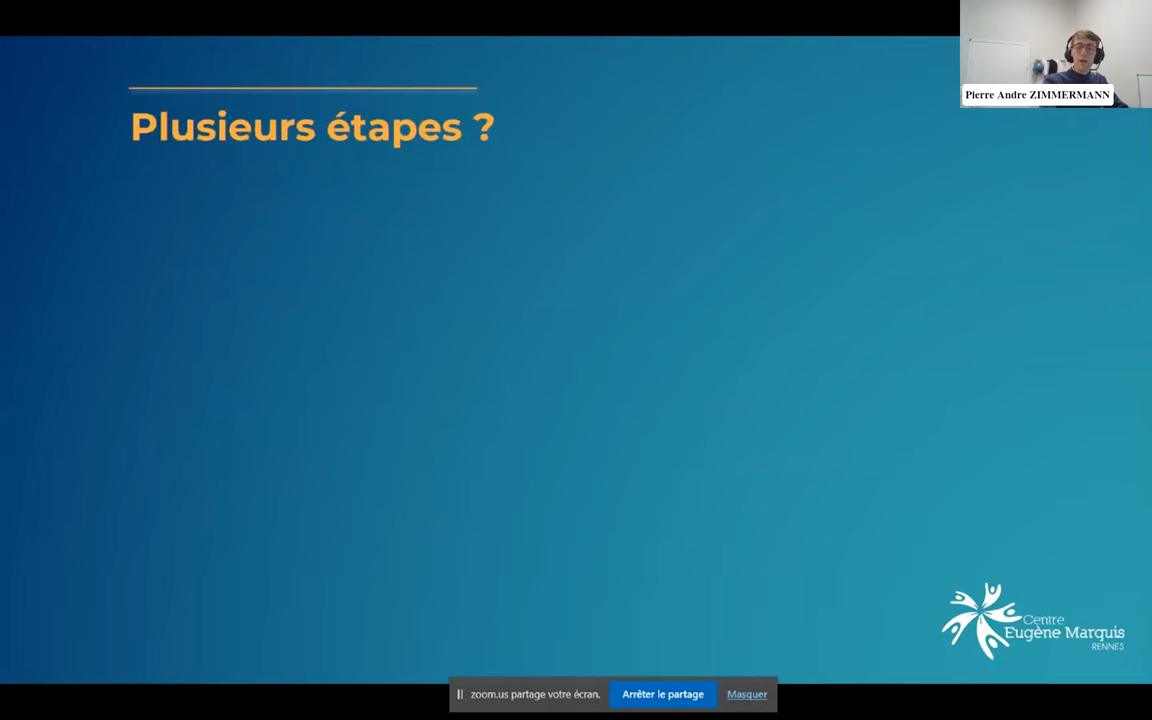 Pierre Andre ZIMMERMANN
Plusieurs étapes ?
Centre
Eugène Marquis
RENNES
zoom.us partage votre écran.
Arrêter le partage
Masquer